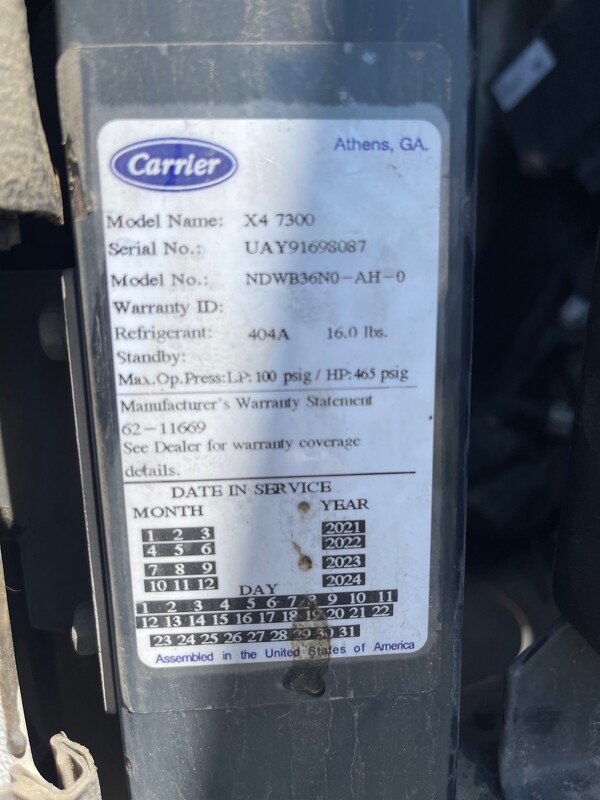 Carrier
Athens, GA.
Model Name: X4 7300
Serial No.: UAY91698087
Model No.: NDWB36N0-AH-0
Warranty ID:
Refrigerant: 404A 16.0 lbs.
Standby:
Max.Op.Press:LP: 100 psig / HP: 465 psig
Manufacturer's Warranty Statement
62-11669
See Dealer for warranty coverage
details.
DATE IN SERVICE
MONTH YEAR
1 2 3 2021
4 5 6 2022
7 8 9 2023
10 11 12 2024
DAY
1 2 3 4 5 6 7 8 9 10 11
12 13 14 15 16 17 18 19 20 21 22
23 24 25 26 27 28 29 30 31
Assembled in the United States of America